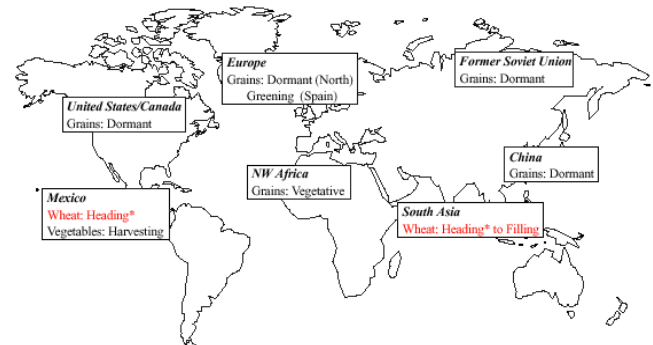 Europe
Grains: Dormant (North)
Greening (Spain)
Former Soviet Union
Grains: Dormant
United States/Canada
Grains: Dormant
China
Grains: Dormant
NW Africa
Grains: Vegetative
Mexico
Wheat: Heading*
Vegetables: Harvesting
South Asia
Wheat: Heading* to Filling